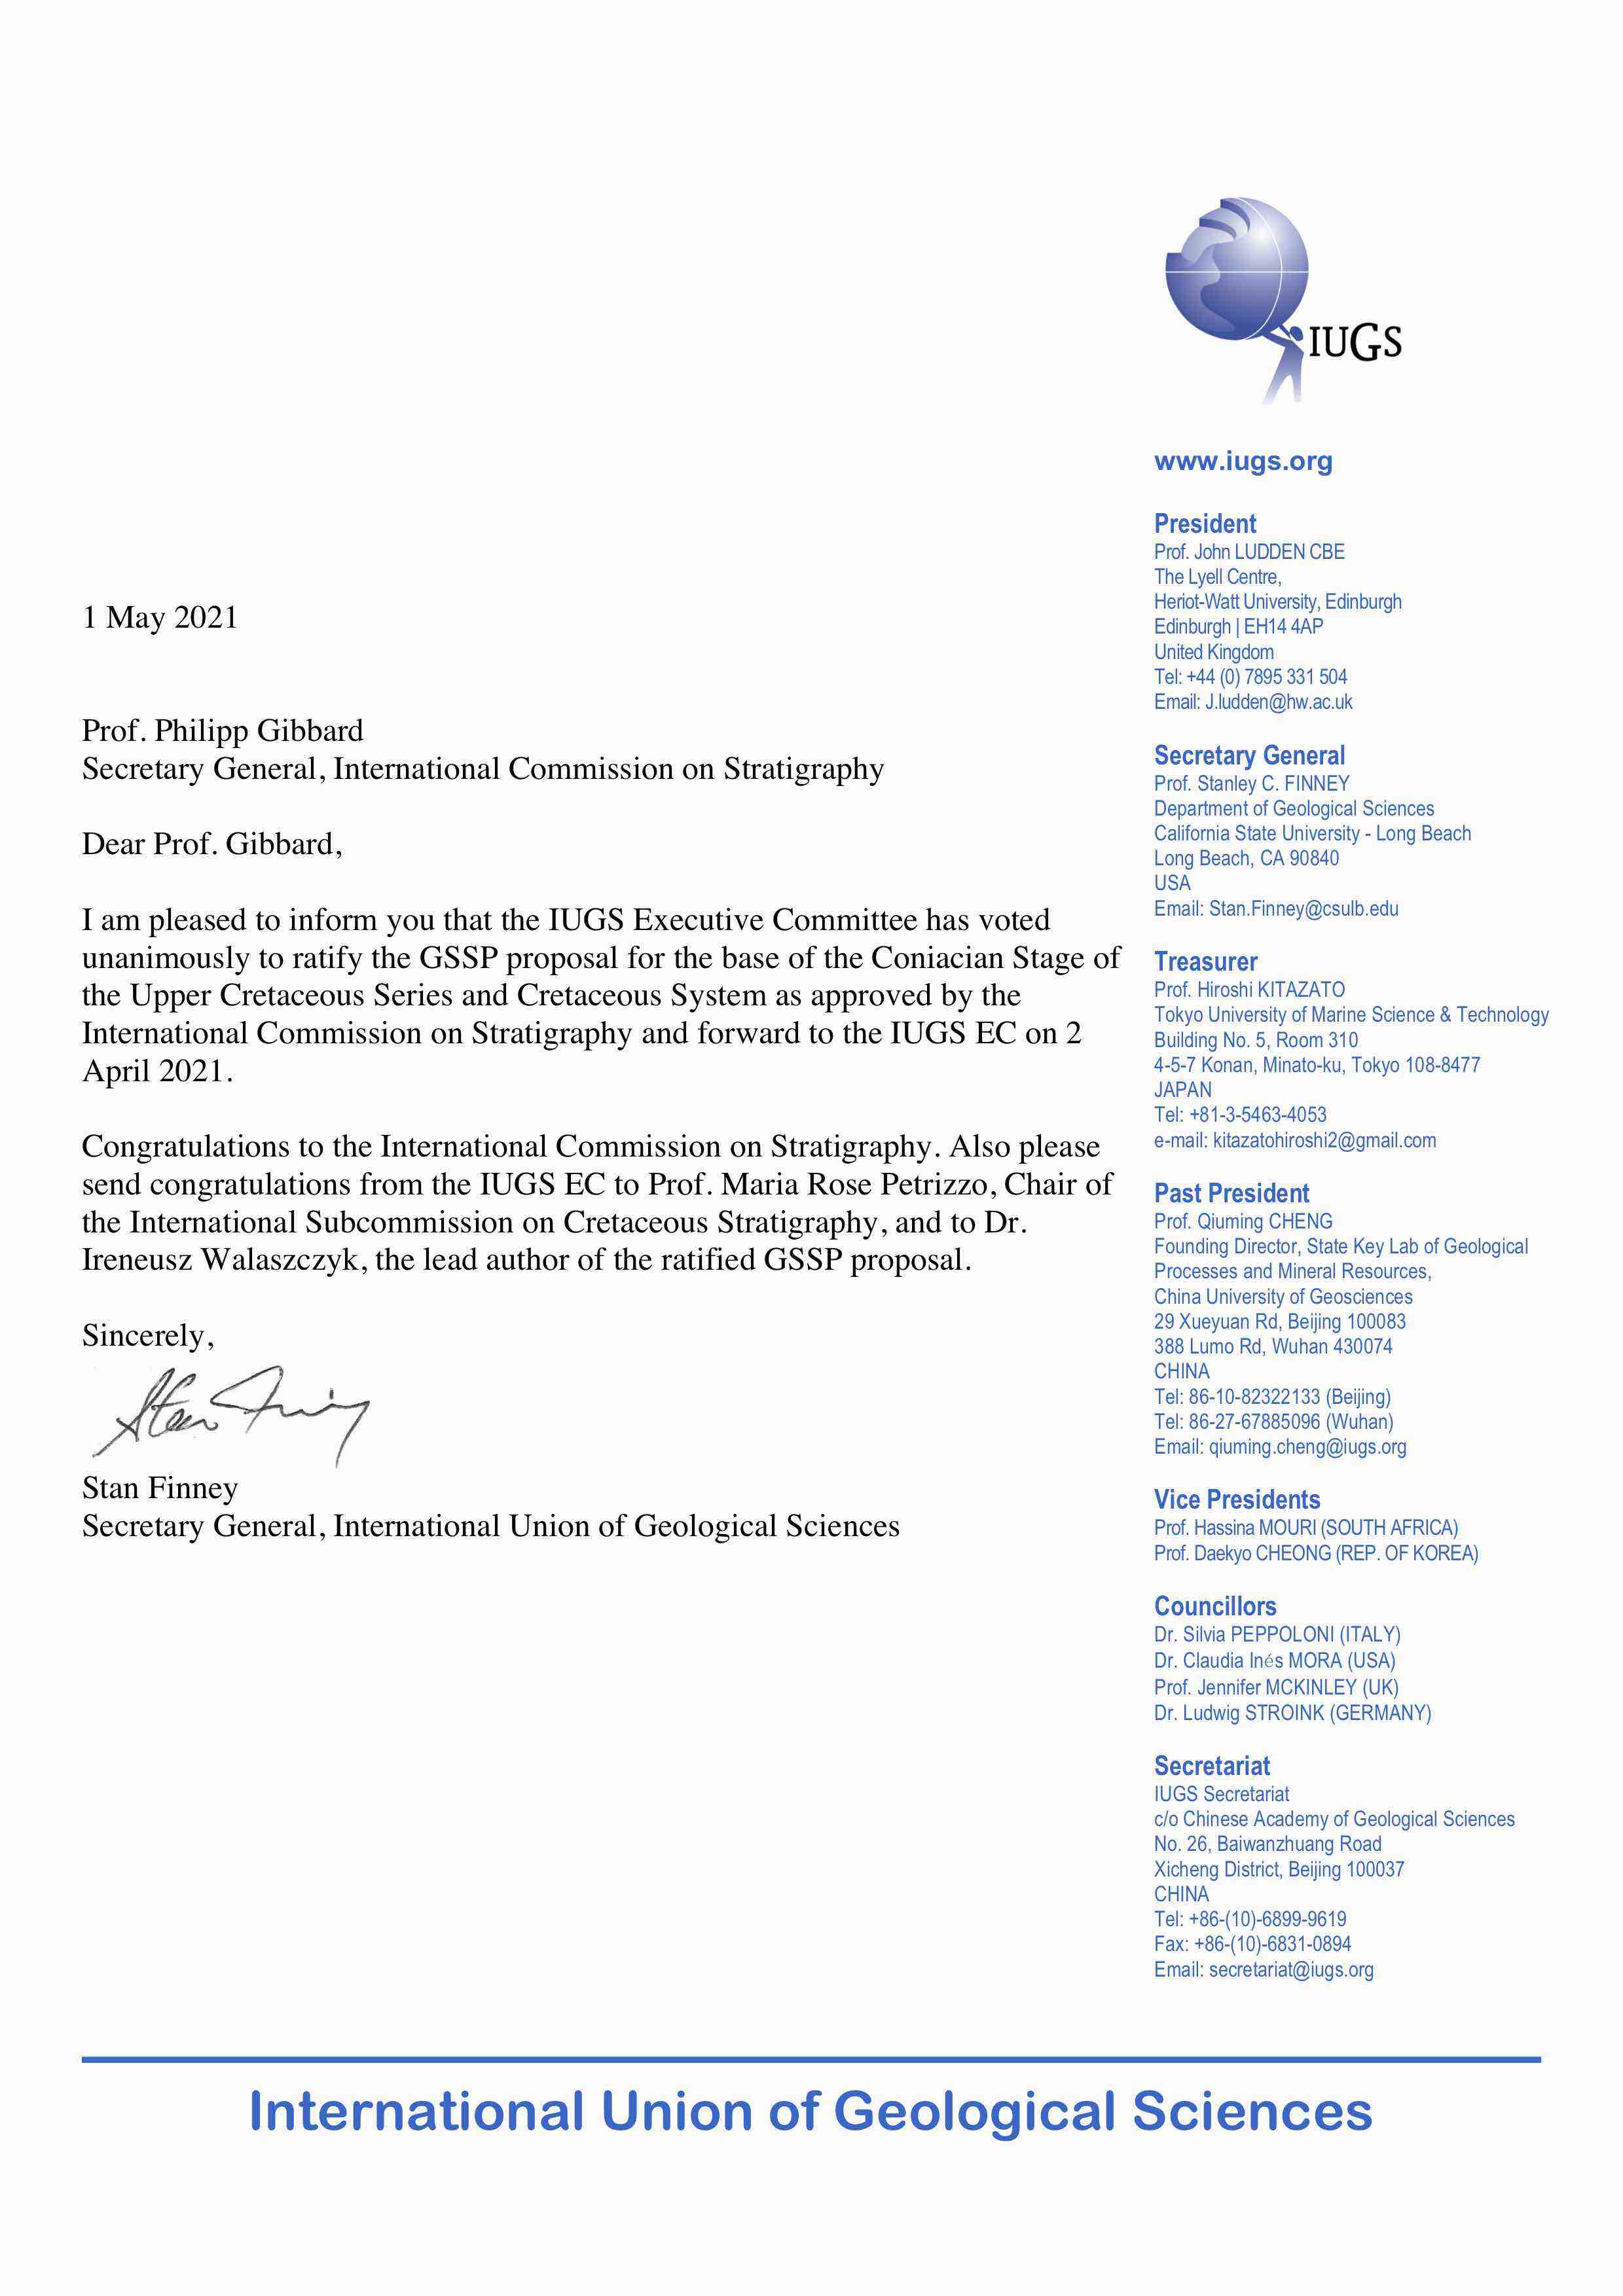 IUGS
www.iugs.org
President
Prof. John LUDDEN CBE
The Lyell Centre,
Heriot-Watt University, Edinburgh
Edinburgh | EH14 4AP
United Kingdom
Tel: +44 (0) 7895 331 504
Email: J.ludden@hw.ac.uk
Secretary General
Prof. Stanley C. FINNEY
Department of Geological Sciences
California State University - Long Beach
Long Beach, CA 90840
USA
Email: Stan.Finney@csulb.edu
Treasurer
Prof. Hiroshi KITAZATO
Tokyo University of Marine Science & Technology
Building No. 5, Room 310
4-5-7 Konan, Minato-ku, Tokyo 108-8477
JAPAN
Tel: +81-3-5463-4053
e-mail: kitazatohiroshi2@gmail.com
Past President
Prof. Qiuming CHENG
Founding Director, State Key Lab of Geological
Processes and Mineral Resources,
China University of Geosciences
29 Xueyuan Rd, Beijing 100083
388 Lumo Rd, Wuhan 430074
CHINA
Tel: 86-10-82322133 (Beijing)
Tel: 86-27-67885096 (Wuhan)
Email: qiuming.cheng@iugs.org
Vice Presidents
Prof. Hassina MOURI (SOUTH AFRICA)
Prof. Daekyo CHEONG (REP. OF KOREA)
Councillors
Dr. Silvia PEPPOLONI (ITALY)
Dr. Claudia Inés MORA (USA)
Prof. Jennifer MCKINLEY (UK)
Dr. Ludwig STROINK (GERMANY)
Secretariat
IUGS Secretariat
c/o Chinese Academy of Geological Sciences
No. 26, Baiwanzhuang Road
Xicheng District, Beijing 100037
CHINA
Tel: +86-(10)-6899-9619
Fax: +86-(10)-6831-0894
Email: secretariat@iugs.org
1 May 2021
Prof. Philipp Gibbard
Secretary General, International Commission on Stratigraphy
Dear Prof. Gibbard,
I am pleased to inform you that the IUGS Executive Committee has voted
unanimously to ratify the GSSP proposal for the base of the Coniacian Stage of
the Upper Cretaceous Series and Cretaceous System as approved by the
International Commission on Stratigraphy and forward to the IUGS EC on 2
April 2021.
Congratulations to the International Commission on Stratigraphy. Also please
send congratulations from the IUGS EC to Prof. Maria Rose Petrizzo, Chair of
the International Subcommission on Cretaceous Stratigraphy, and to Dr.
Ireneusz Walaszczyk, the lead author of the ratified GSSP proposal.
Sincerely,
Stan Finney
Stan Finney
Secretary General, International Union of Geological Sciences
International Union of Geological Sciences